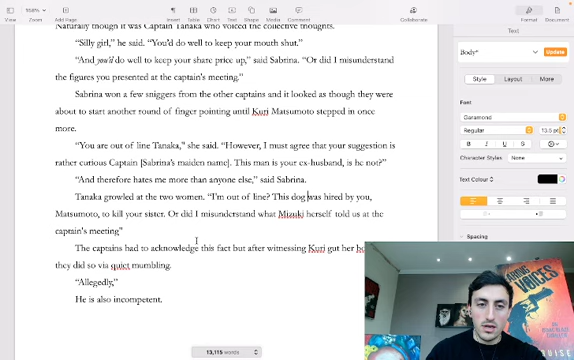 168%
View
Zoom
Add Page
Insert
Table
Chart
Text
Shape
Media
Comment
Collaborate
Format
Document
Naturally though it was Captain Tanaka who voiced the collective thoughts.
“Silly girl,” he said. “You’d do well to keep your mouth shut.”
“And you’d do well to keep your share price up,” said Sabrina. “Or did I misunderstand
the figures you presented at the captain’s meeting.”
Sabrina won a few sniggers from the other captains and it looked as though they were
about to start another round of finger pointing until Kuri Matsumoto stepped in once
more.
“You are out of line Tanaka,” she said. “However, I must agree that your suggestion is
rather curious Captain [Sabrina’s maiden name]. This man is your ex-husband, is he not?”
“And therefore hates me more than anyone else,” said Sabrina.
Tanaka growled at the two women. “I’m out of line? This dog was hired by you,
Matsumoto, to kill your sister. Or did I misunderstand what Mizuki herself told us at the
captain’s meeting”
The captains had to acknowledge this fact but after witnessing Kuri gut her
they did so via quiet mumbling.
“Allegedly,”
He is also incompetent.
13,115 words
Text
Body*
Update
Style
Layout
More
Font
Garamond
Regular
13.5 pt
B I U S
Character Styles
None
Text Colour
Spacing
VOICES